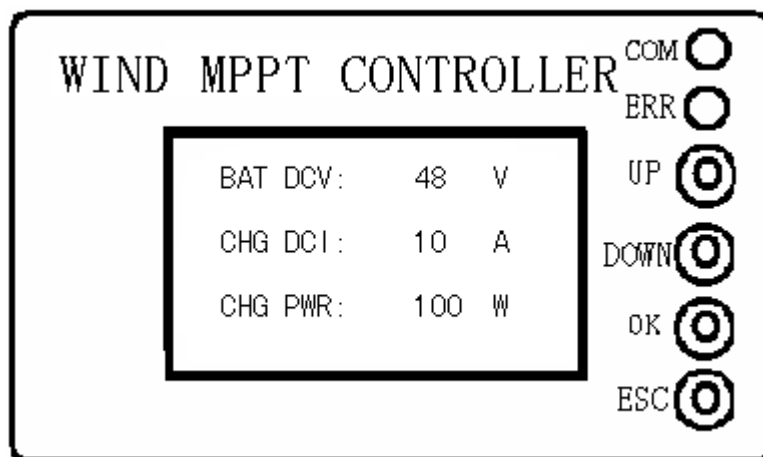 WIND MPPT CONTROLLER
COM
ERR
UP
DOWN
OK
ESC
BAT DCV: 48 V
CHG DCI: 10 A
CHG PWR: 100 W